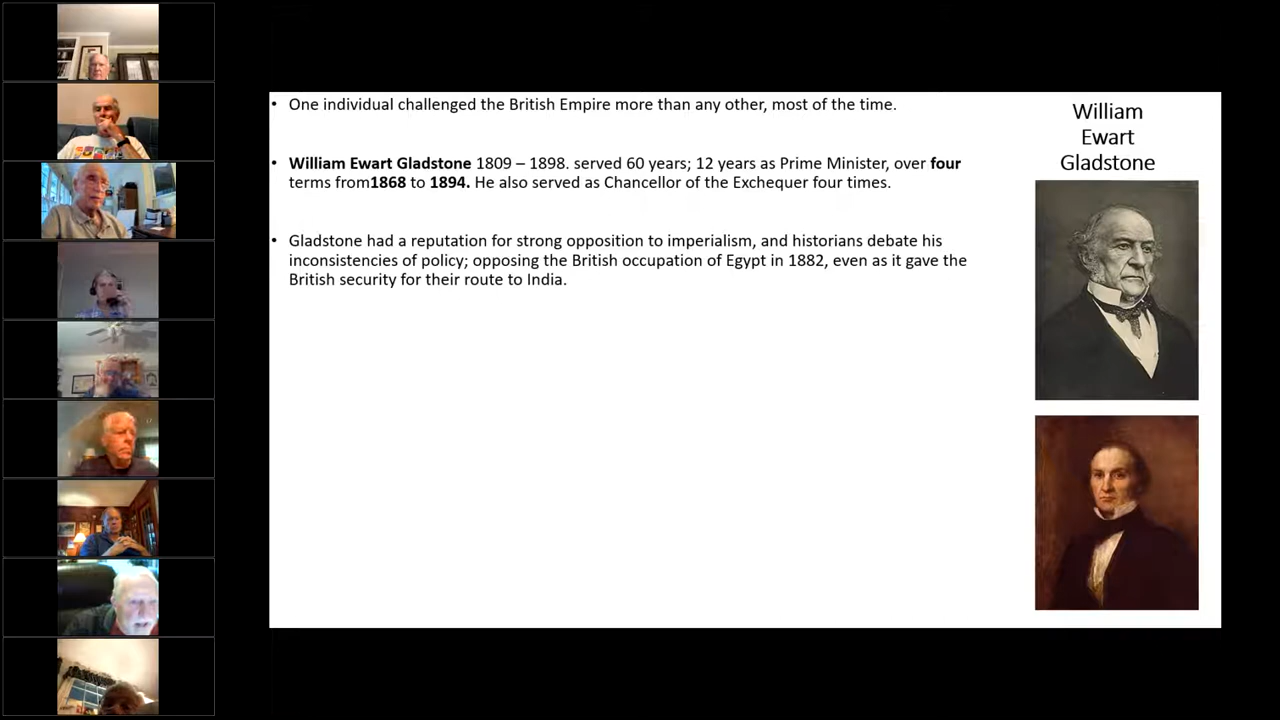 • One individual challenged the British Empire more than any other, most of the time.
• William Ewart Gladstone 1809 – 1898. served 60 years; 12 years as Prime Minister, over four
terms from1868 to 1894. He also served as Chancellor of the Exchequer four times.
• Gladstone had a reputation for strong opposition to imperialism, and historians debate his
inconsistencies of policy; opposing the British occupation of Egypt in 1882, even as it gave the
British security for their route to India.
William
Ewart
Gladstone